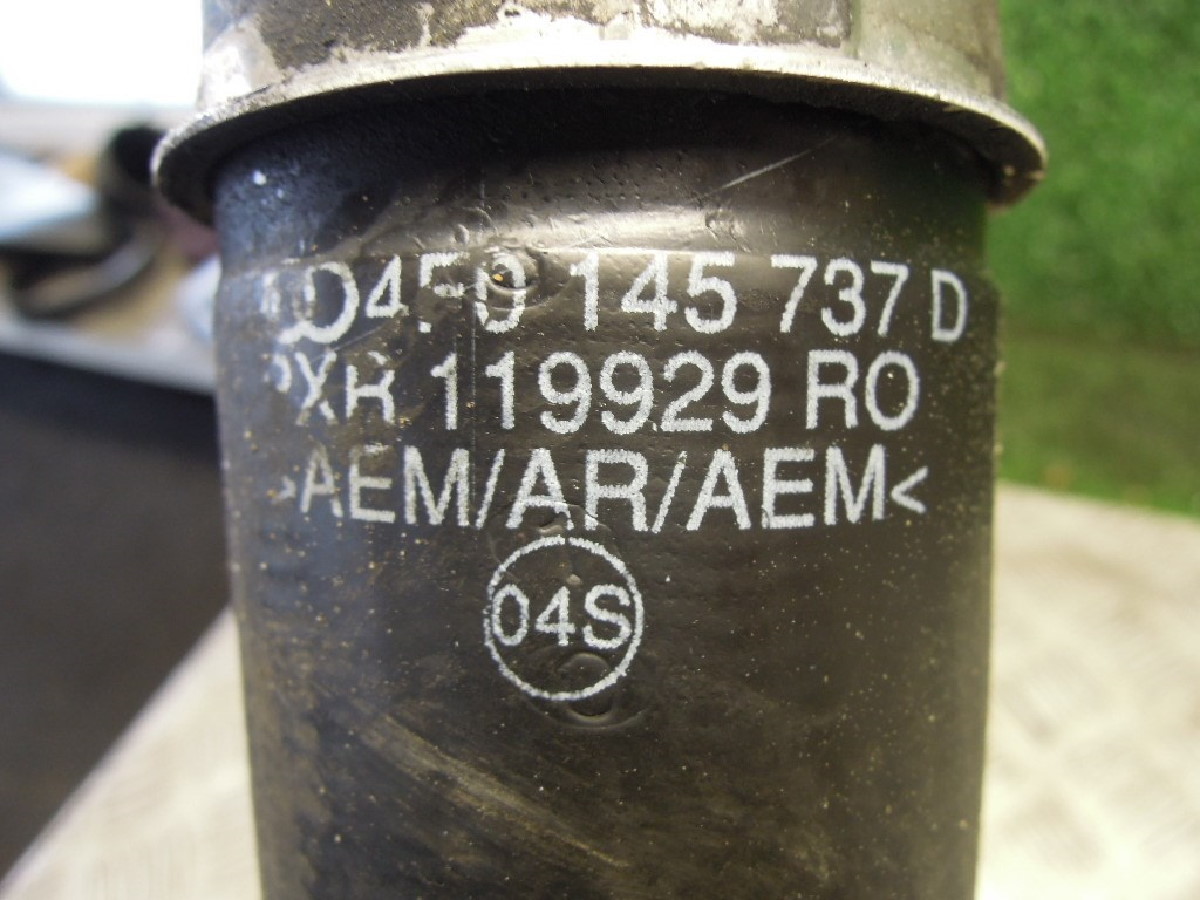 4F0 145 737 D
119929 RO
>AEM/AR/AEM<
04S